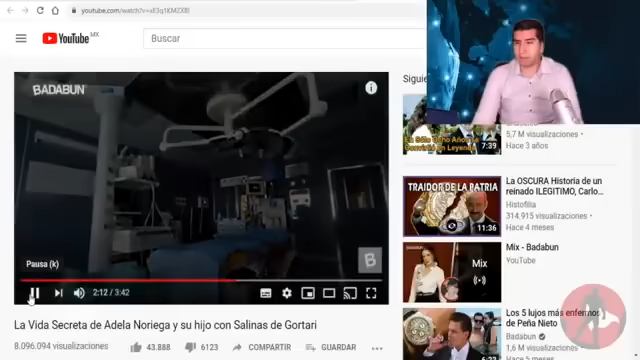 youtube.com/watch?v=xE3q1KMJX8I
YouTube MX
Buscar
BADABUN
Pausa (k)
2:12 / 3:42
La Vida Secreta de Adela Noriega y su hijo con Salinas de Gortari
8.096.094 visualizaciones
43.888
6123
COMPARTIR
GUARDAR
Siguie
7:39
5,7 M visualizaciones
Hace 3 años
TRAIDOR DE LA PATRIA
11:36
La OSCURA Historia de un
reinado ILEGITIMO, Carlo...
Histofilia
314.915 visualizaciones
Hace 4 meses
Mix
Mix - Badabun
YouTube
Los 5 lujos más enfermos
de Peña Nieto
Badabun
1,6 M visualizaciones
Hace 5 meses